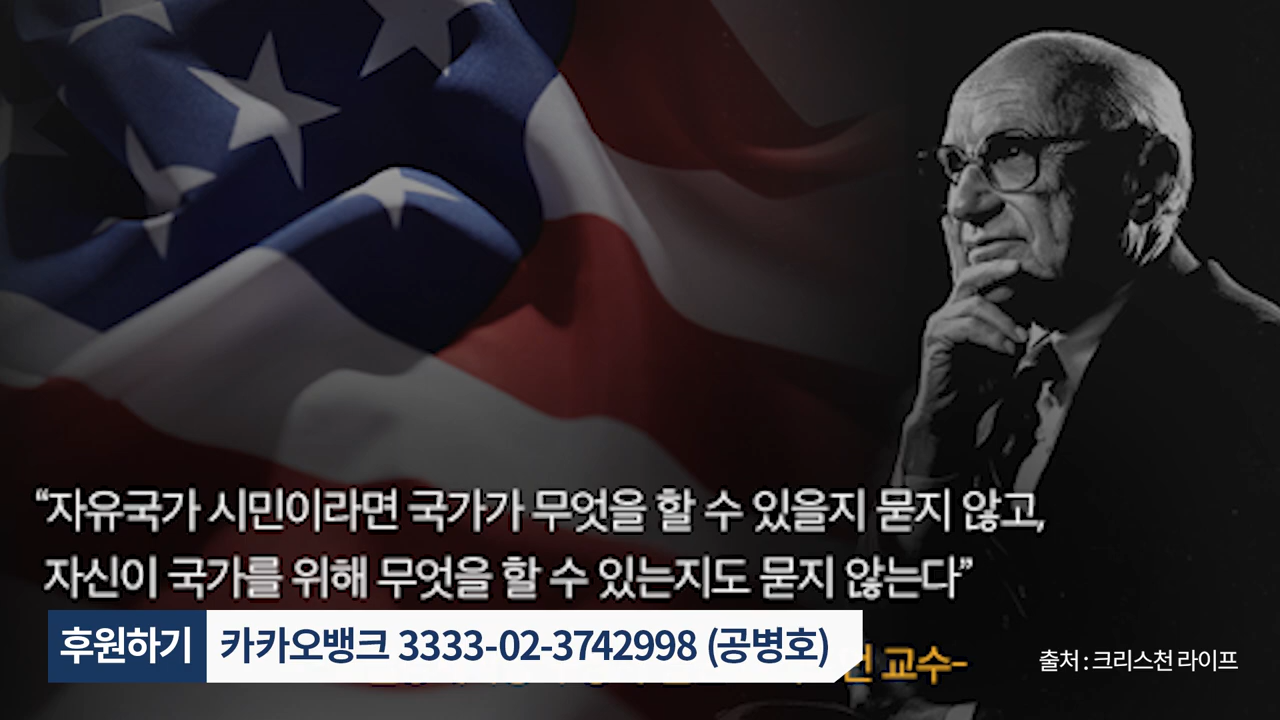 “자유국가 시민이라면 국가가 무엇을 할 수 있을지 묻지 않고,
자신이 국가를 위해 무엇을 할 수 있는지도 묻지 않는다”
후원하기 카카오뱅크 3333-02-3742998 (공병호)
교수-
출처 : 크리스천 라이프